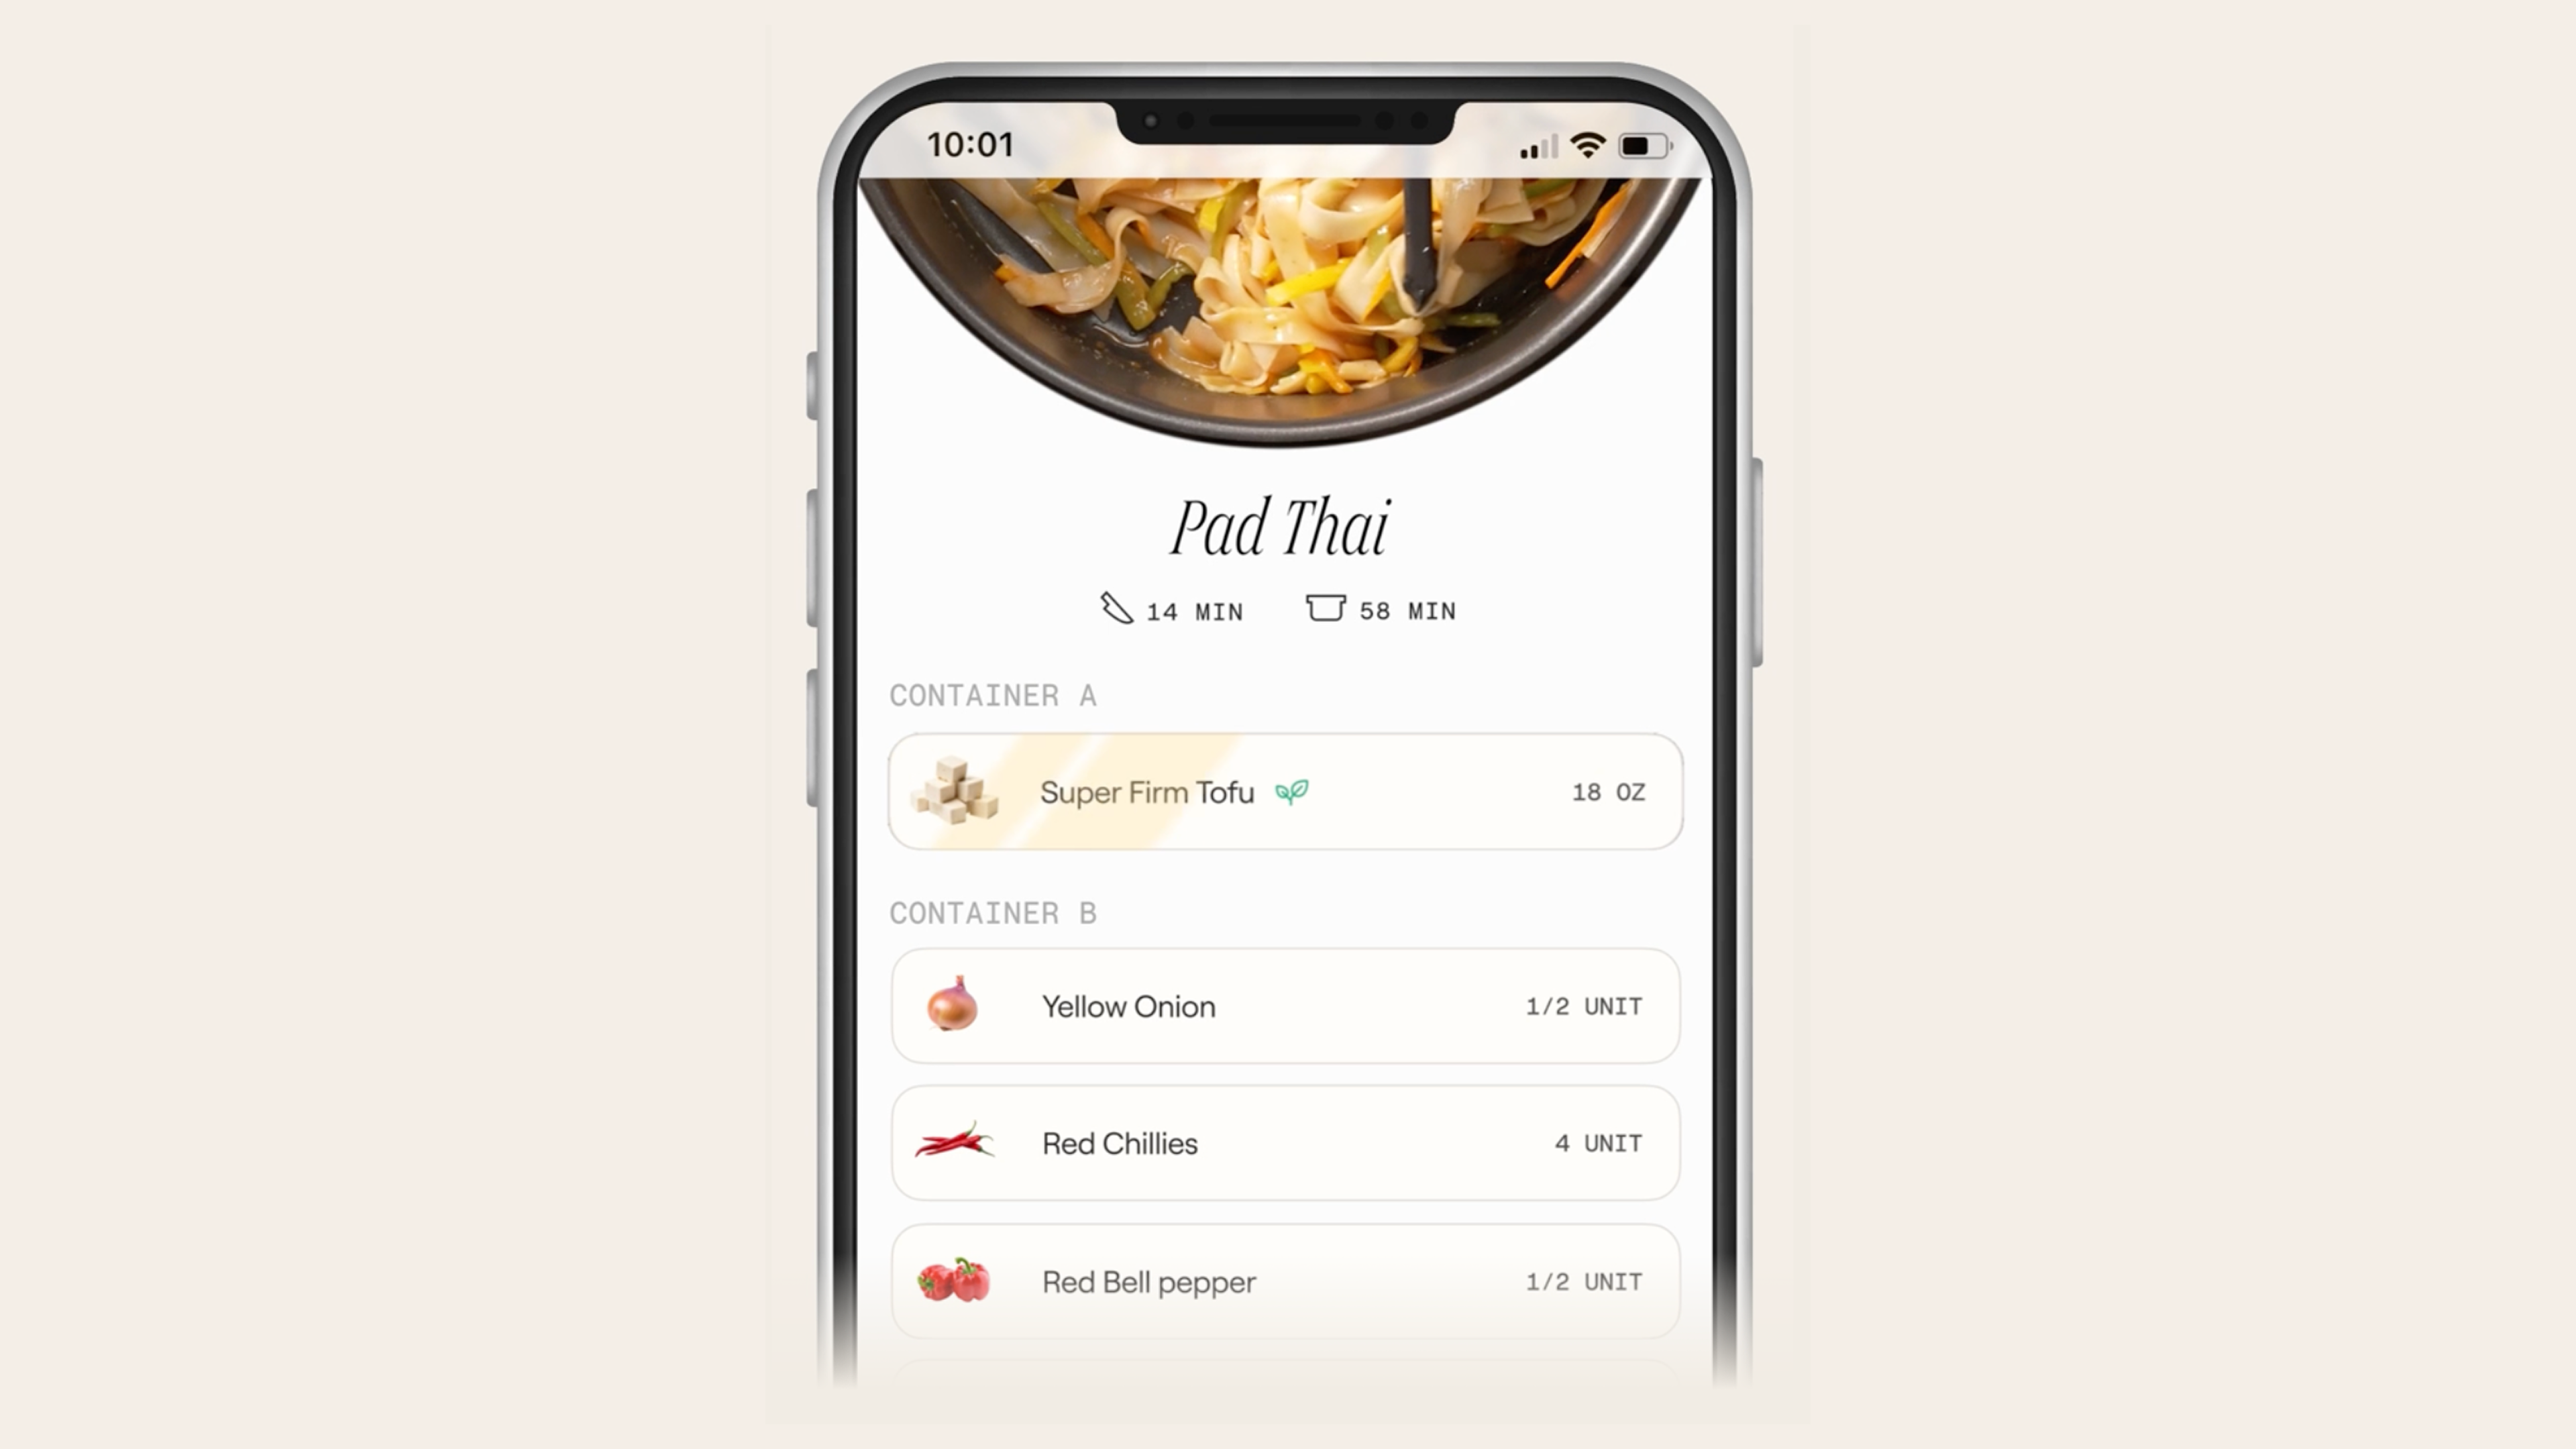 10:01
Pad Thai
14 MIN 58 MIN
CONTAINER A
Super Firm Tofu 18 OZ
CONTAINER B
Yellow Onion 1/2 UNIT
Red Chillies 4 UNIT
Red Bell pepper 1/2 UNIT